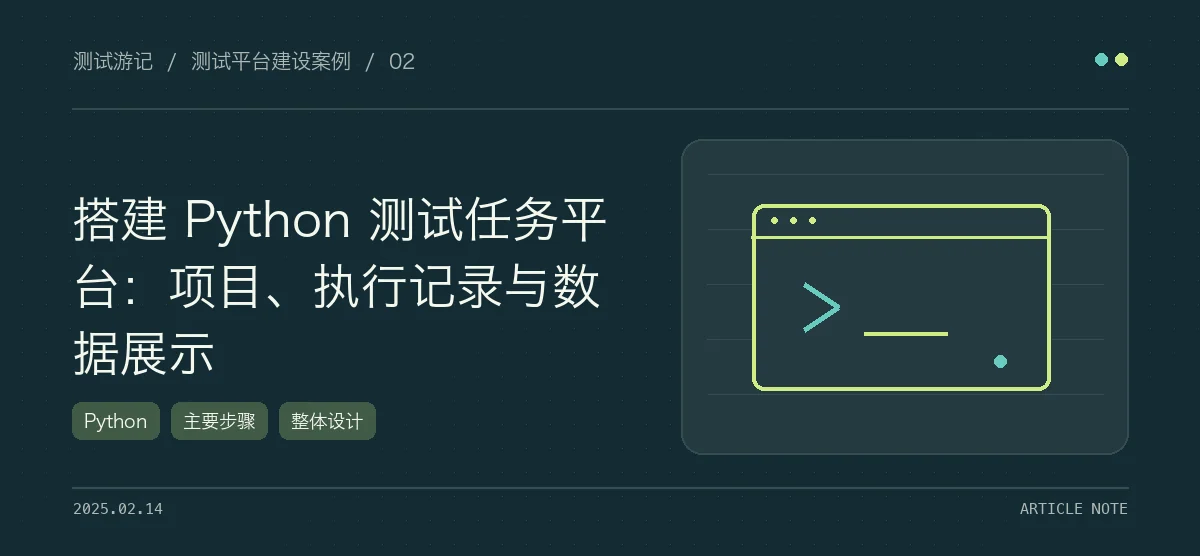 测试游记 / 测试平台建设案例 / 02
搭建 Python 测试任务平
台：项目、执行记录与数
据展示
Python 主要步骤 整体设计
2025.02.14 ARTICLE NOTE